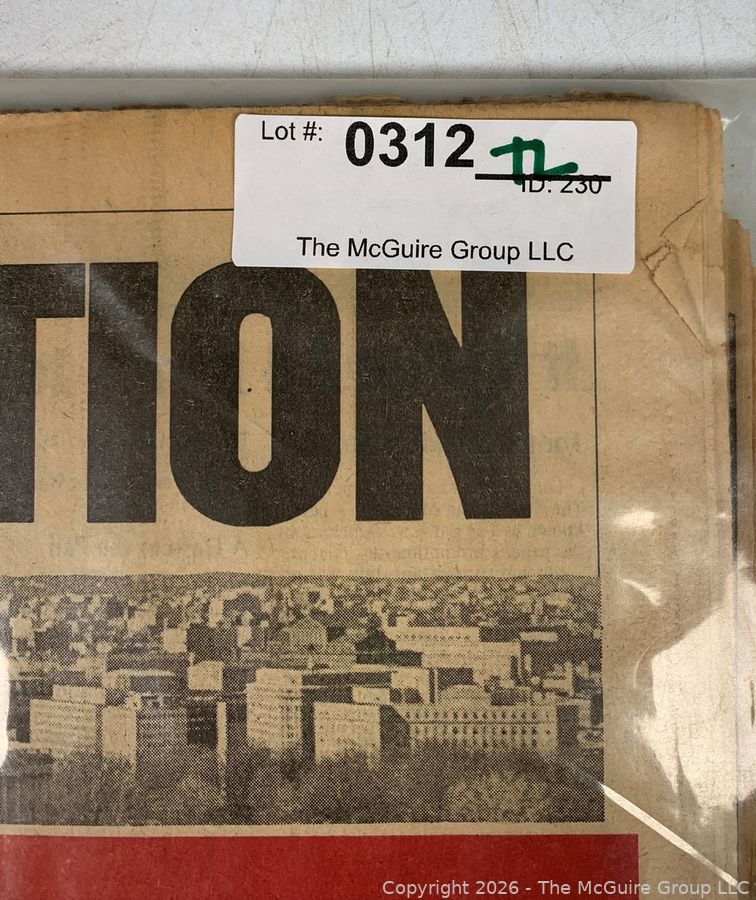 Lot #: 0312
ID: 230
The McGuire Group LLC
TION
Copyright 2026 - The McGuire Group LLC